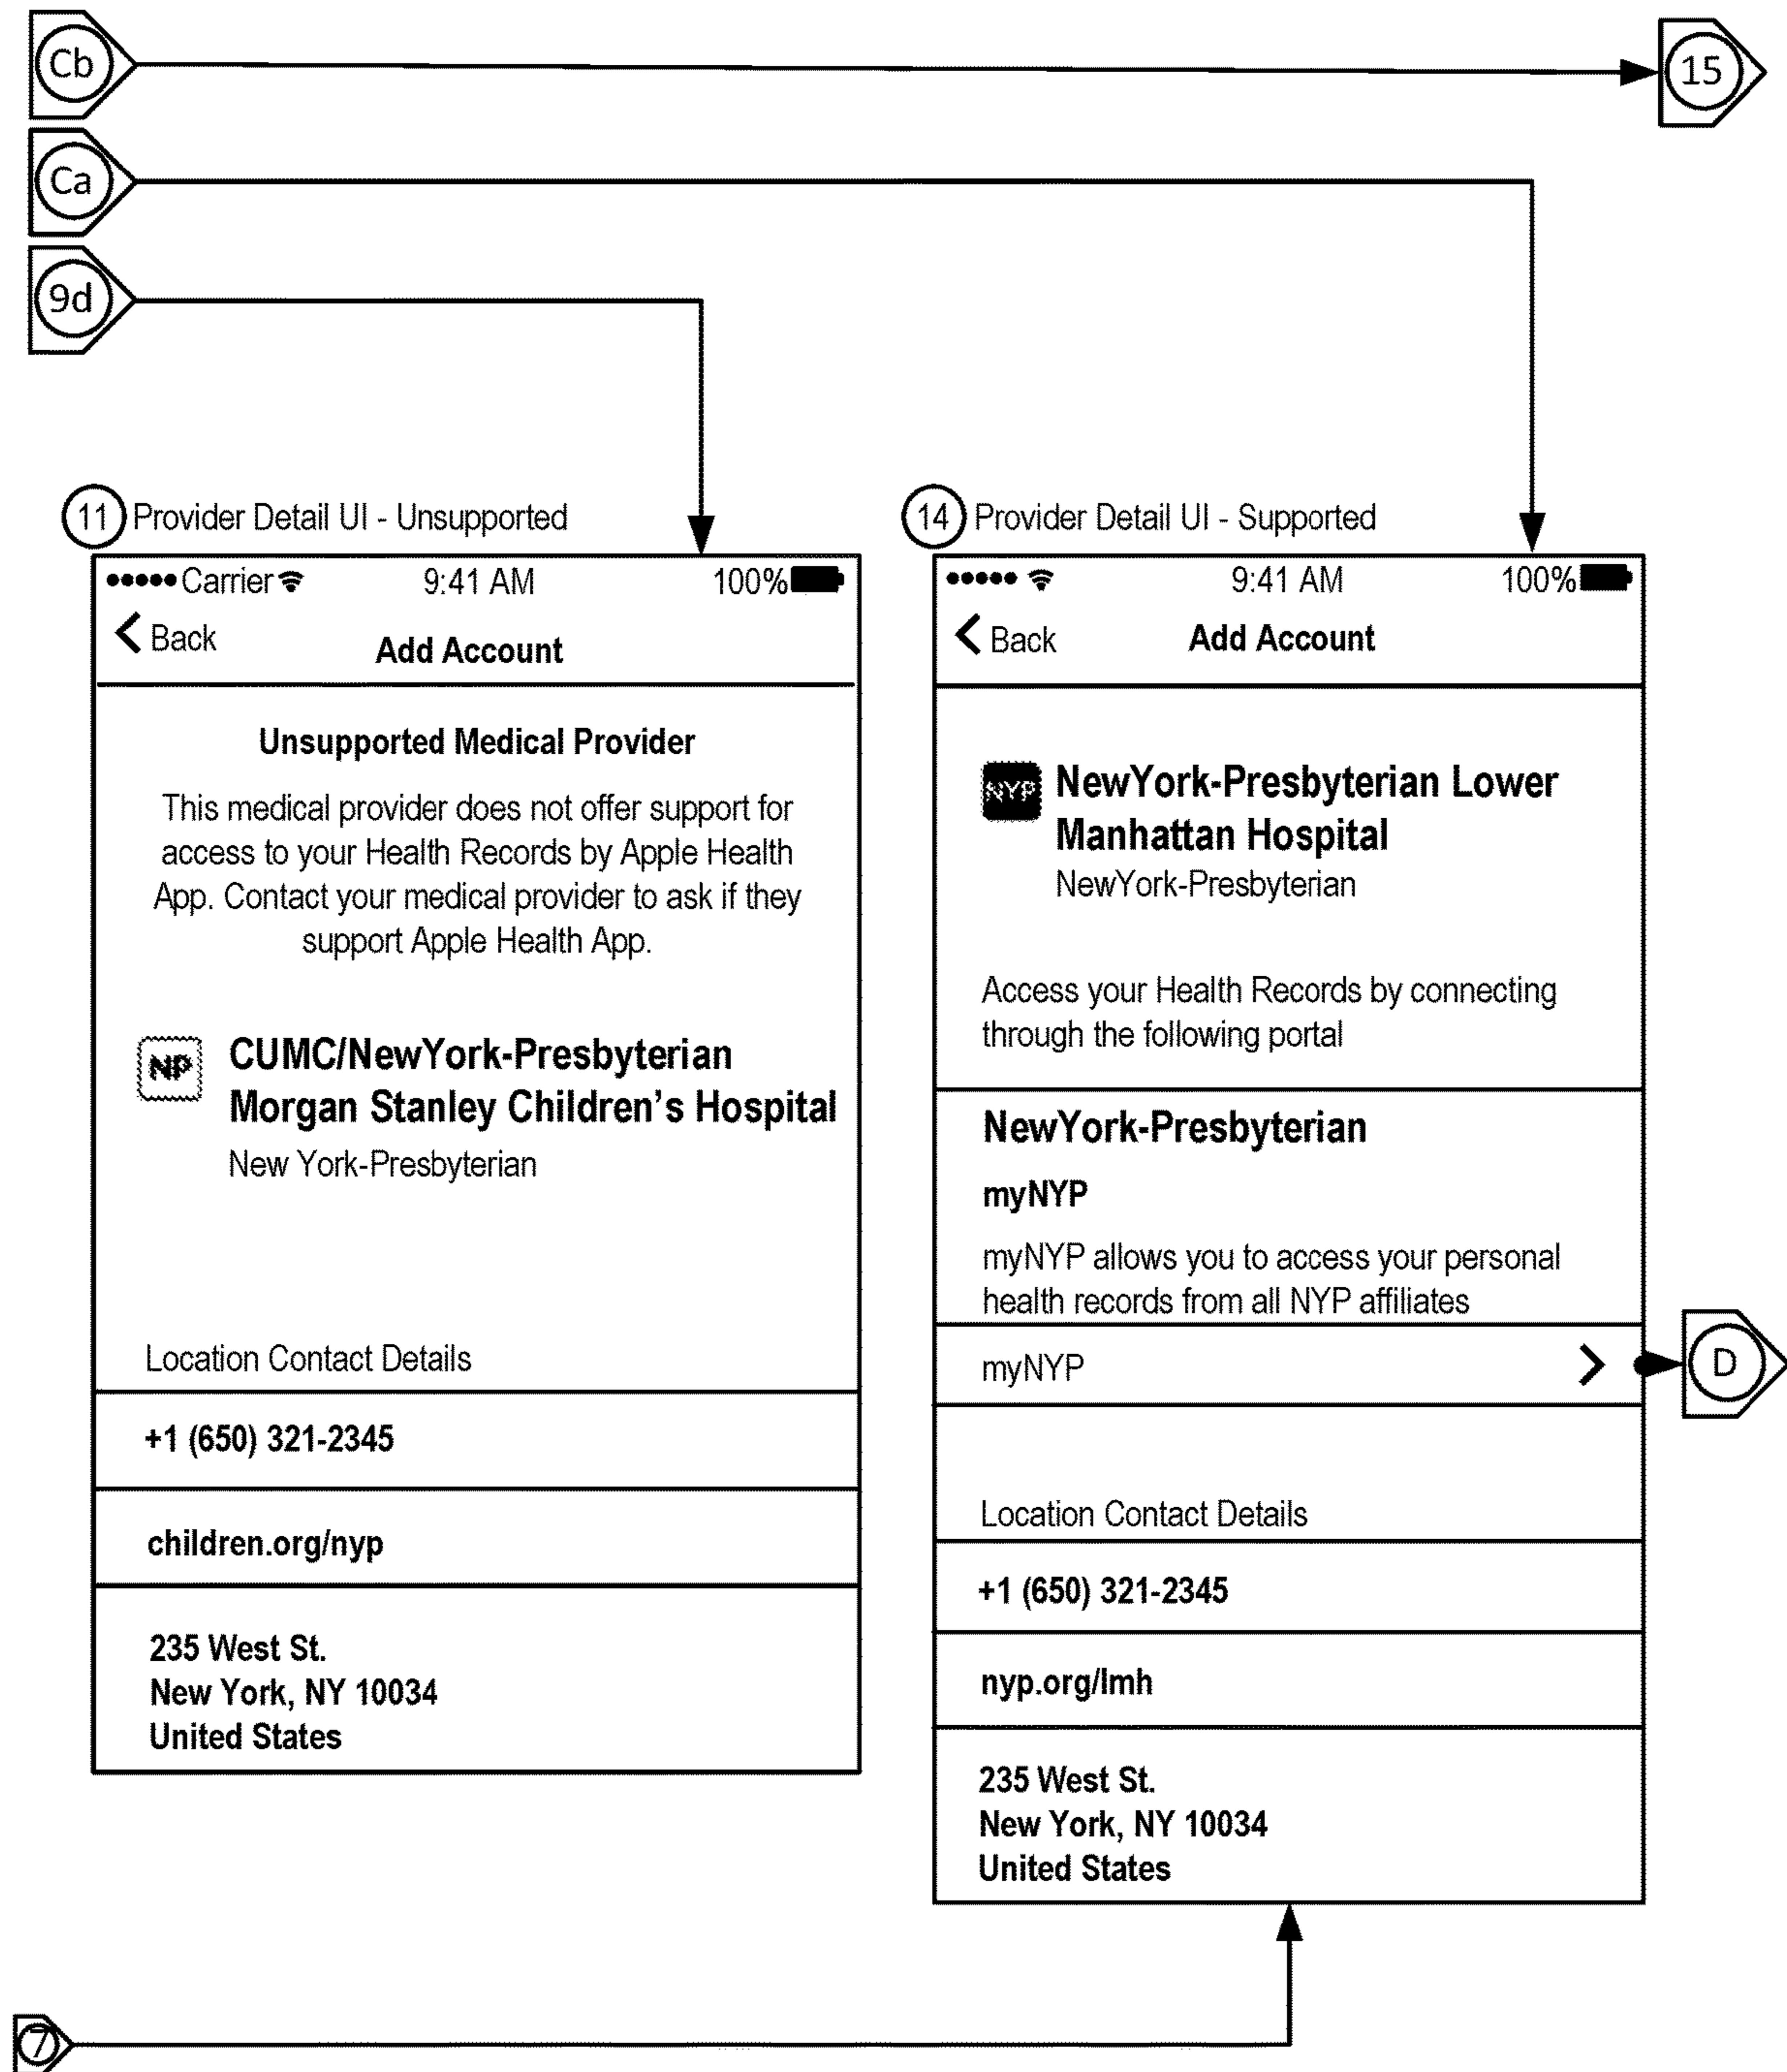 Cb
15
Ca
9d
11 Provider Detail UI - Unsupported
Carrier 9:41 AM 100%
Back
Add Account
Unsupported Medical Provider
This medical provider does not offer support for
access to your Health Records by Apple Health
App. Contact your medical provider to ask if they
support Apple Health App.
NP
CUMC/NewYork-Presbyterian
Morgan Stanley Children's Hospital
New York-Presbyterian
Location Contact Details
+1 (650) 321-2345
children.org/nyp
235 West St.
New York, NY 10034
United States
14 Provider Detail UI - Supported
9:41 AM 100%
Back
Add Account
NYP
NewYork-Presbyterian Lower
Manhattan Hospital
NewYork-Presbyterian
Access your Health Records by connecting
through the following portal
NewYork-Presbyterian
myNYP
myNYP allows you to access your personal
health records from all NYP affiliates
myNYP
D
Location Contact Details
+1 (650) 321-2345
nyp.org/lmh
235 West St.
New York, NY 10034
United States
7